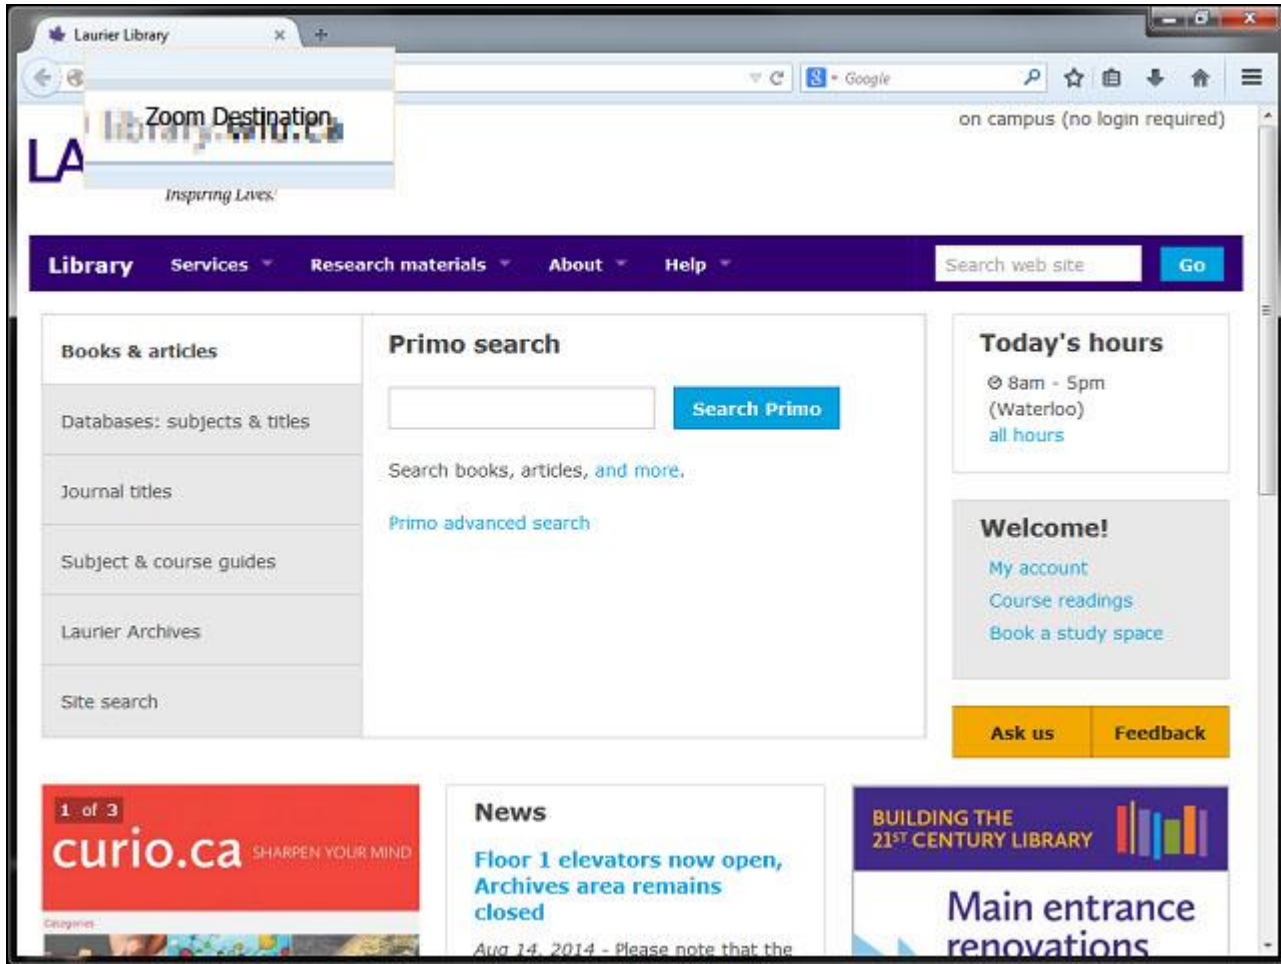 Laurier Library
Google
Zoom Destination
library.wlu.ca
on campus (no login required)
LA
Inspiring Lives.
Library Services Research materials About Help Search web site Go
Books & articles
Databases: subjects & titles
Journal titles
Subject & course guides
Laurier Archives
Site search
Primo search
Search Primo
Search books, articles, and more.
Primo advanced search
Today's hours
8am - 5pm
(Waterloo)
all hours
Welcome!
My account
Course readings
Book a study space
Ask us Feedback
1 of 3
curio.ca SHARPEN YOUR MIND
Categories
News
Floor 1 elevators now open,
Archives area remains
closed
Aug 14, 2014 - Please note that the
BUILDING THE
21ST CENTURY LIBRARY
Main entrance
renovations